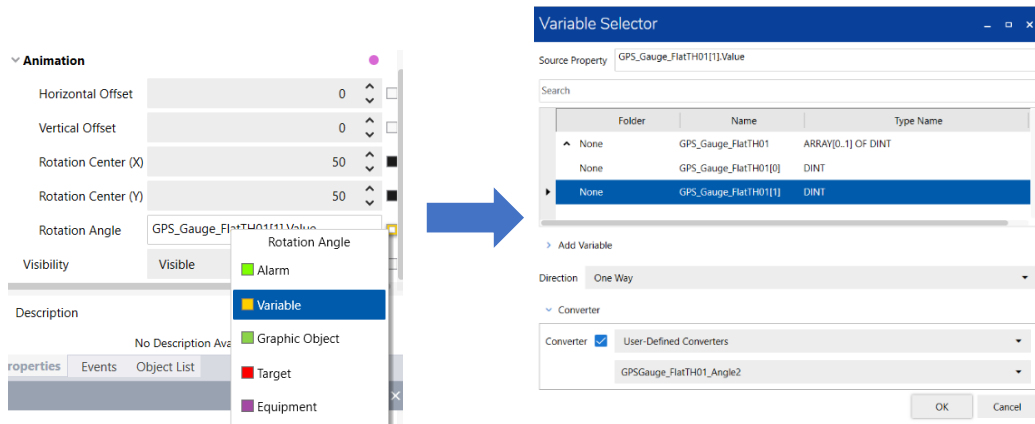 Animation
Horizontal Offset 0
Vertical Offset 0
Rotation Center (X) 50
Rotation Center (Y) 50
Rotation Angle GPS_Gauge_FlatTH01[1].Value
Visibility Visible
Description
No Description Ava
roperties Events Object List
Rotation Angle
Alarm
Variable
Graphic Object
Target
Equipment
Variable Selector
Source Property GPS_Gauge_FlatTH01[1].Value
Search
Folder Name Type Name
None GPS_Gauge_FlatTH01 ARRAY[0..1] OF DINT
None GPS_Gauge_FlatTH01[0] DINT
None GPS_Gauge_FlatTH01[1] DINT
Add Variable
Direction One Way
Converter
Converter User-Defined Converters
GPSGauge_FlatTH01_Angle2
OK Cancel